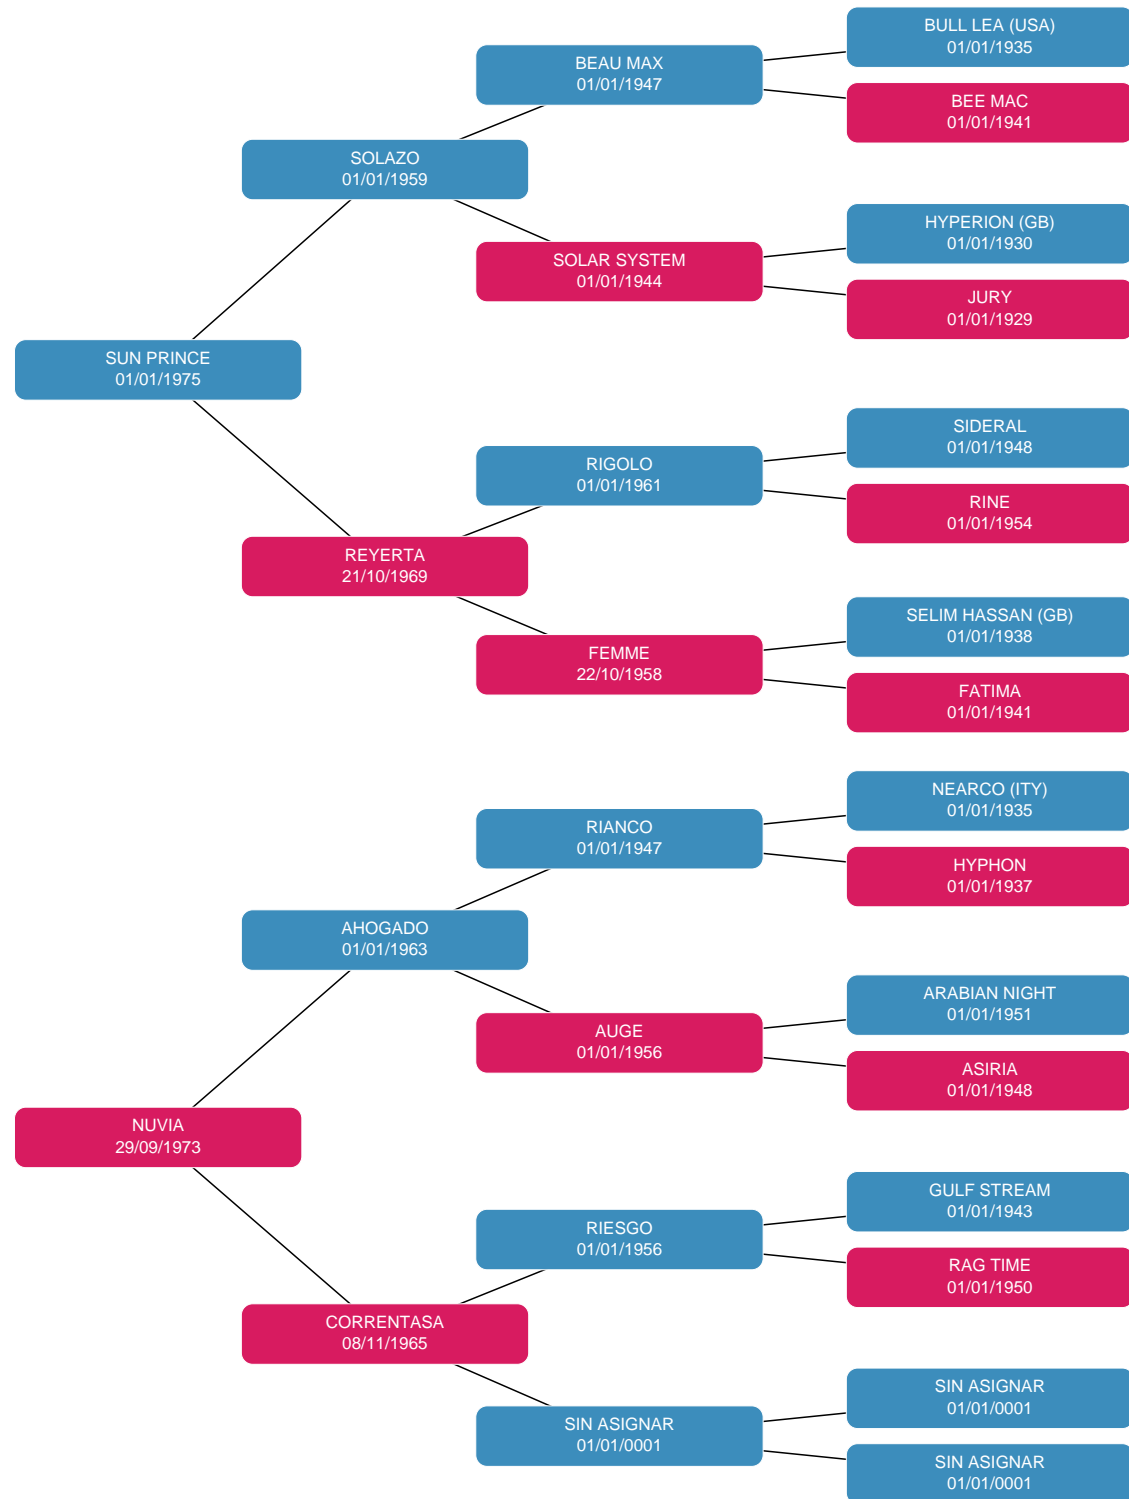 BULL LEA (USA)
01/01/1935
BEAU MAX
01/01/1947
BEE MAC
01/01/1941
SOLAZO
01/01/1959
HYPERION (GB)
01/01/1930
SOLAR SYSTEM
01/01/1944
JURY
01/01/1929
SUN PRINCE
01/01/1975
SIDERAL
01/01/1948
RIGOLO
01/01/1961
RINE
01/01/1954
REYERTA
21/10/1969
SELIM HASSAN (GB)
01/01/1938
FEMME
22/10/1958
FATIMA
01/01/1941
NEARCO (ITY)
01/01/1935
RIANCO
01/01/1947
HYPHON
01/01/1937
AHOGADO
01/01/1963
ARABIAN NIGHT
01/01/1951
AUGE
01/01/1956
ASIRIA
01/01/1948
NUVIA
29/09/1973
GULF STREAM
01/01/1943
RIESGO
01/01/1956
RAG TIME
01/01/1950
CORRENTASA
08/11/1965
SIN ASIGNAR
01/01/0001
SIN ASIGNAR
01/01/0001
SIN ASIGNAR
01/01/0001